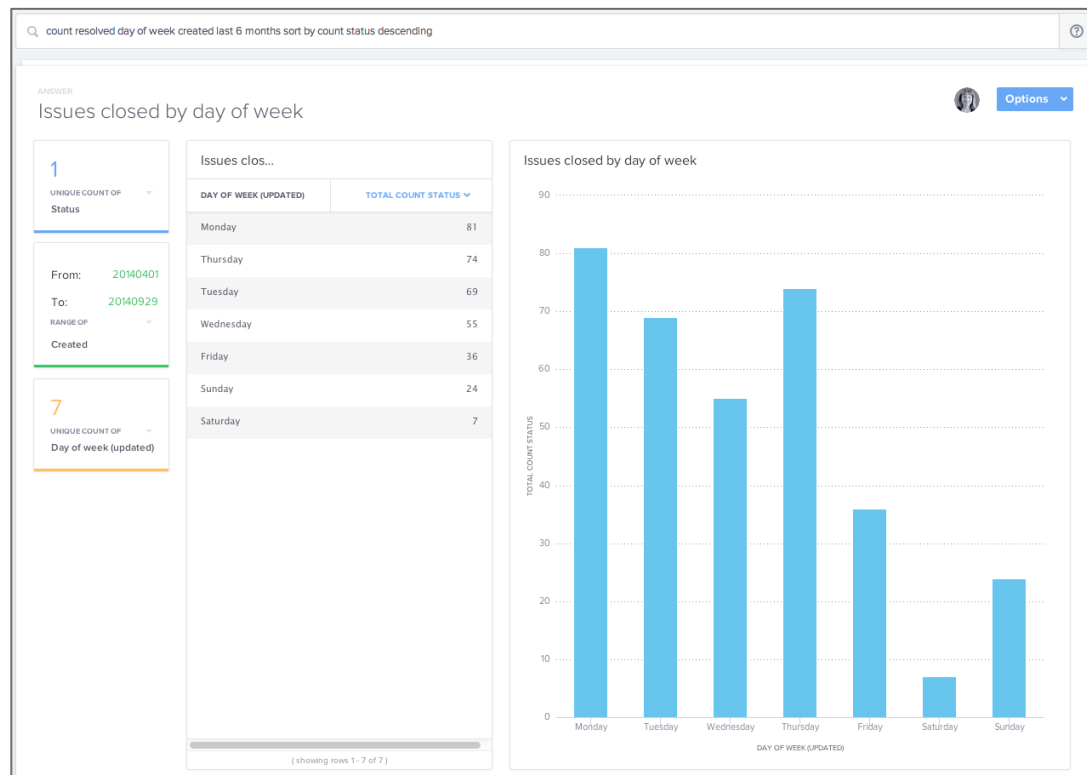 count resolved day of week created last 6 months sort by count status descending
?
ANSWER
Issues closed by day of week
Options
1
UNIQUE COUNT OF
Status
From: 20140401
To: 20140929
RANGE OF
Created
7
UNIQUE COUNT OF
Day of week (updated)
Issues clos...
DAY OF WEEK (UPDATED) TOTAL COUNT STATUS
Monday 81
Thursday 74
Tuesday 69
Wednesday 55
Friday 36
Sunday 24
Saturday 7
( showing rows 1 - 7 of 7 )
Issues closed by day of week
90
80
70
60
50
40
30
20
10
0
TOTAL COUNT STATUS
Monday Tuesday Wednesday Thursday Friday Saturday Sunday
DAY OF WEEK (UPDATED)